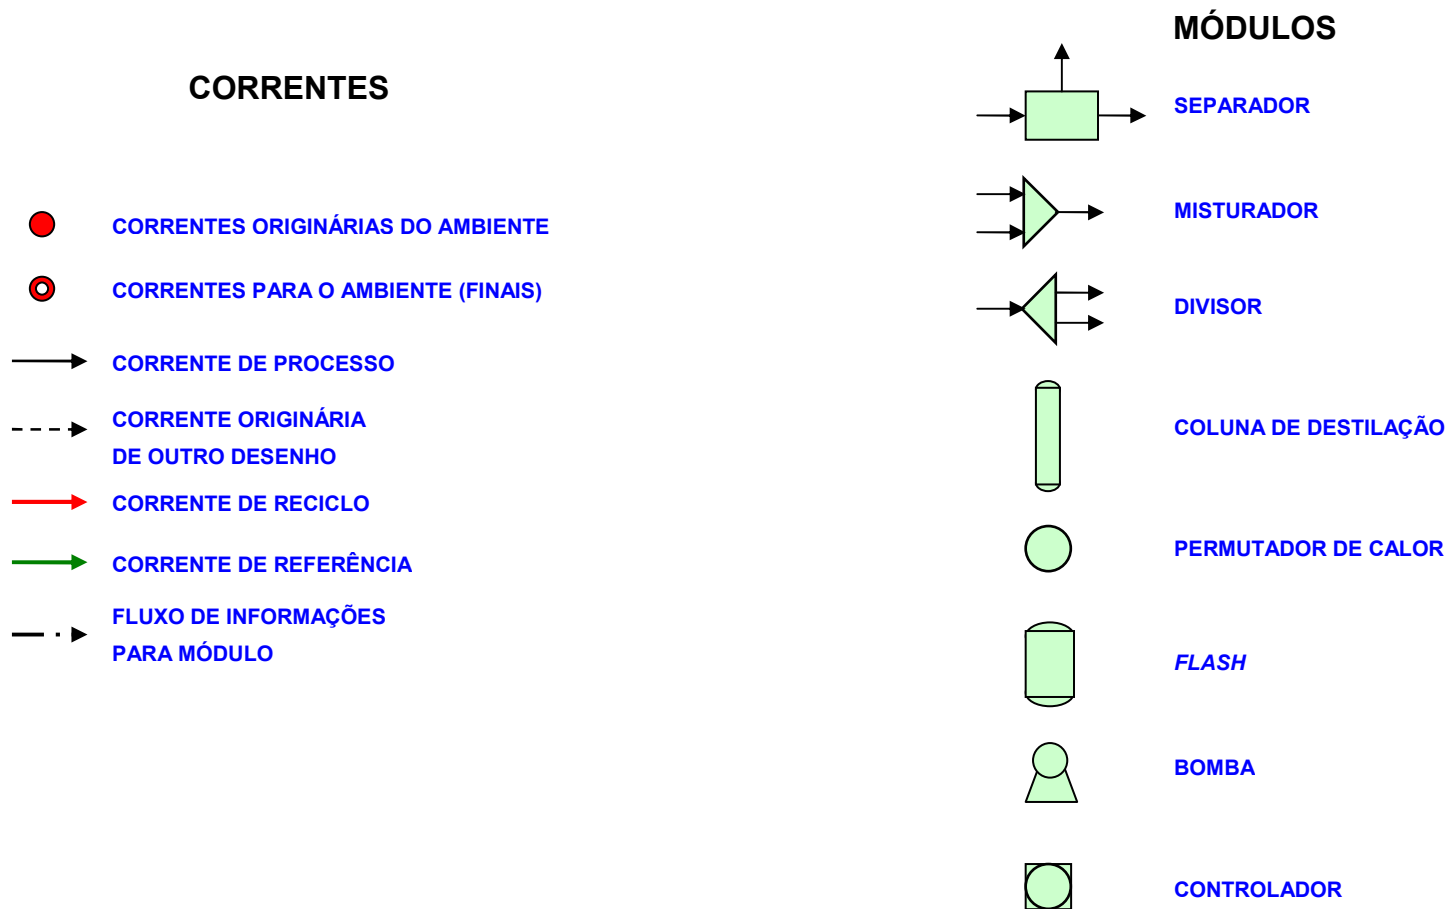 CORRENTES
CORRENTES ORIGINÁRIAS DO AMBIENTE
CORRENTES PARA O AMBIENTE (FINAIS)
CORRENTE DE PROCESSO
CORRENTE ORIGINÁRIA
DE OUTRO DESENHO
CORRENTE DE RECICLO
CORRENTE DE REFERÊNCIA
FLUXO DE INFORMAÇÕES
PARA MÓDULO
MÓDULOS
SEPARADOR
MISTURADOR
DIVISOR
COLUNA DE DESTILAÇÃO
PERMUTADOR DE CALOR
FLASH
BOMBA
CONTROLADOR